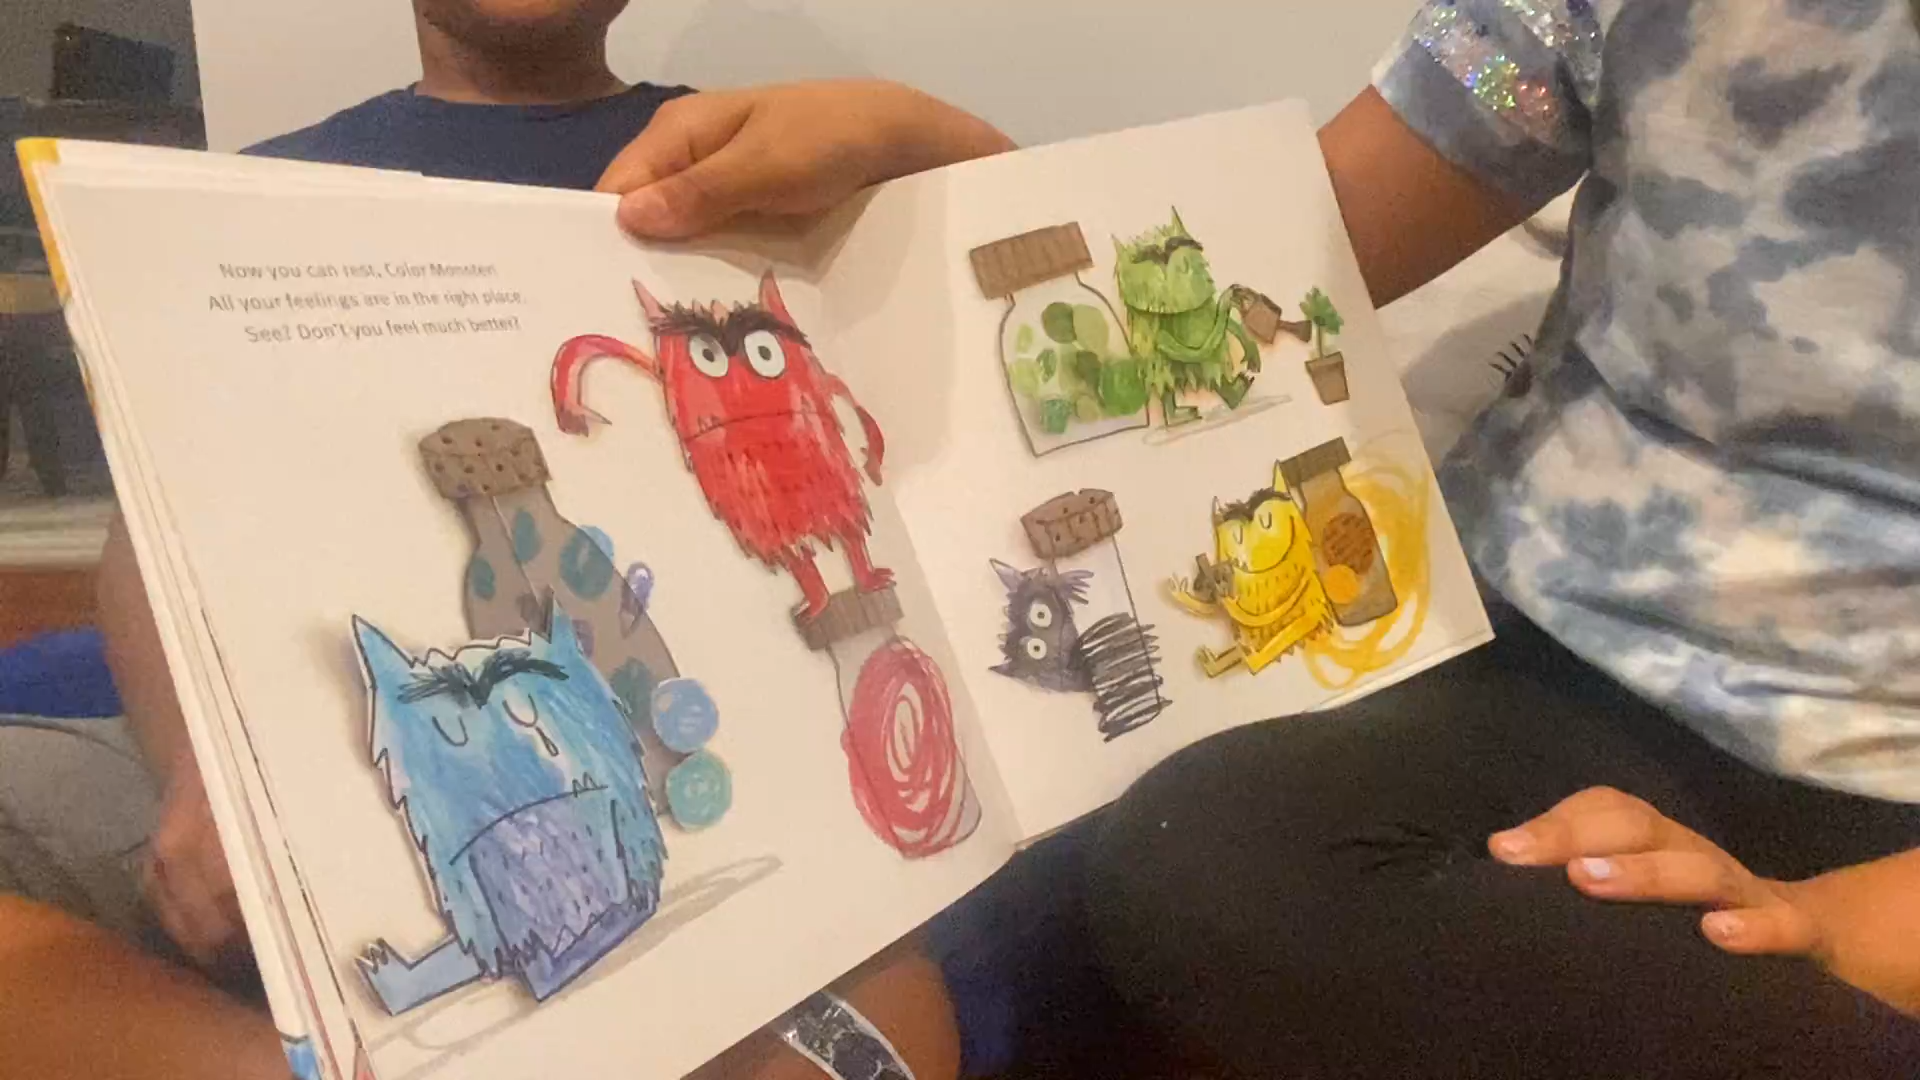 Now you can rest, Color Monster!
All your feelings are in the right place.
See? Don't you feel much better?